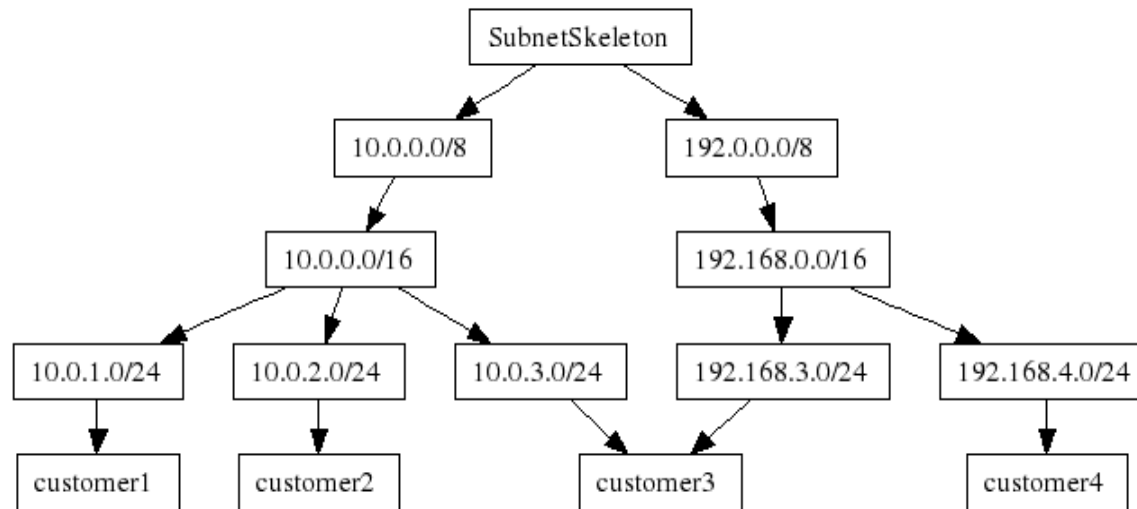 SubnetSkeleton
10.0.0.0/8
192.0.0.0/8
10.0.0.0/16
192.168.0.0/16
10.0.1.0/24
10.0.2.0/24
10.0.3.0/24
192.168.3.0/24
192.168.4.0/24
customer1
customer2
customer3
customer4